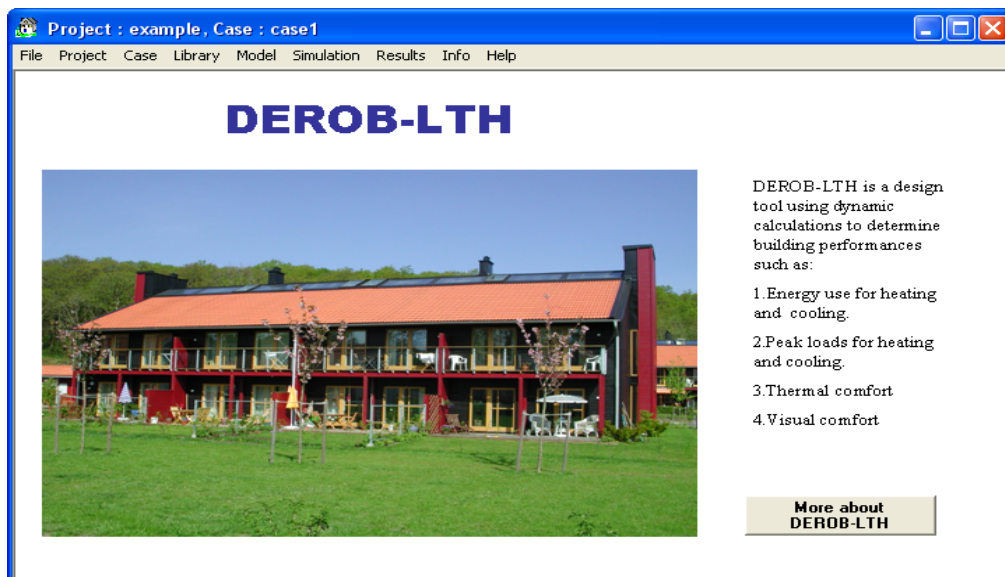 Project : example, Case : case1
File Project Case Library Model Simulation Results Info Help
DEROB-LTH
DEROB-LTH is a design
tool using dynamic
calculations to determine
building performances
such as:
1.Energy use for heating
and cooling.
2.Peak loads for heating
and cooling.
3.Thermal comfort
4.Visual comfort
More about
DEROB-LTH